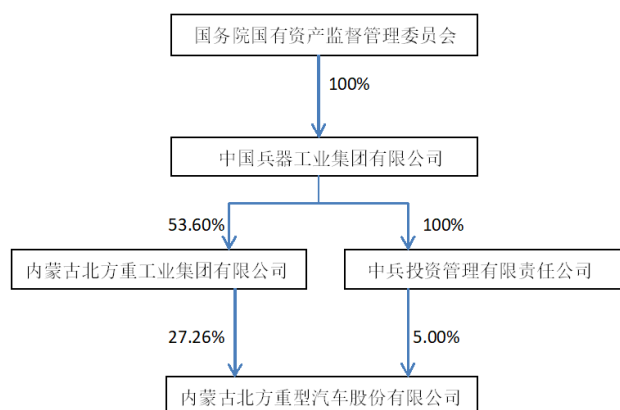 国务院国有资产监督管理委员会
100%
中国兵器工业集团有限公司
53.60%
100%
内蒙古北方重工业集团有限公司
中兵投资管理有限责任公司
27.26%
5.00%
内蒙古北方重型汽车股份有限公司